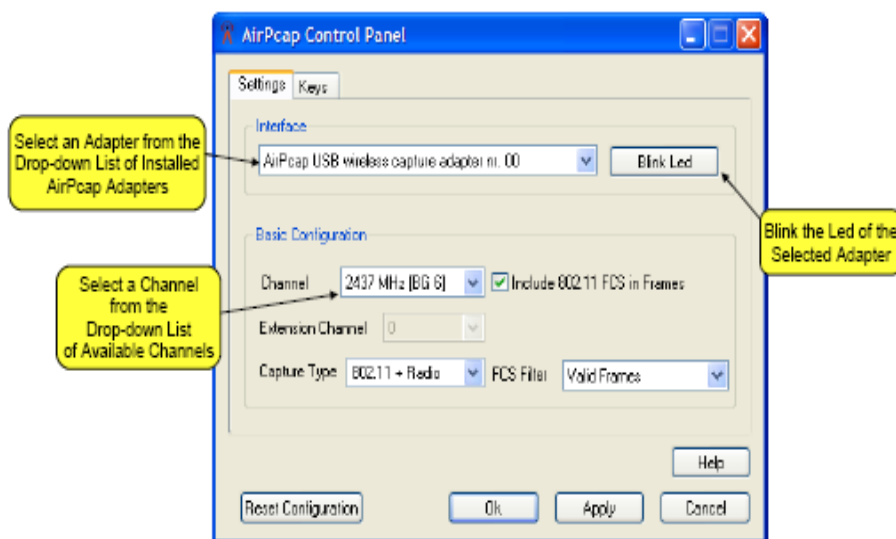 AirPcap Control Panel
Settings
Keys
Interface
AirPcap USB wireless capture adapter nr. 00
Blink Led
Select an Adapter from the
Drop-down List of Installed
AirPcap Adapters
Blink the Led of the
Selected Adapter
Basic Configuration
Channel
2437 MHz [BG 6]
Include 802.11 FCS in Frames
Select a Channel
from the
Drop-down List
of Available Channels
Extension Channel
0
Capture Type
802.11 + Radio
FCS Filter
Valid Frames
Help
Reset Configuration
Ok
Apply
Cancel